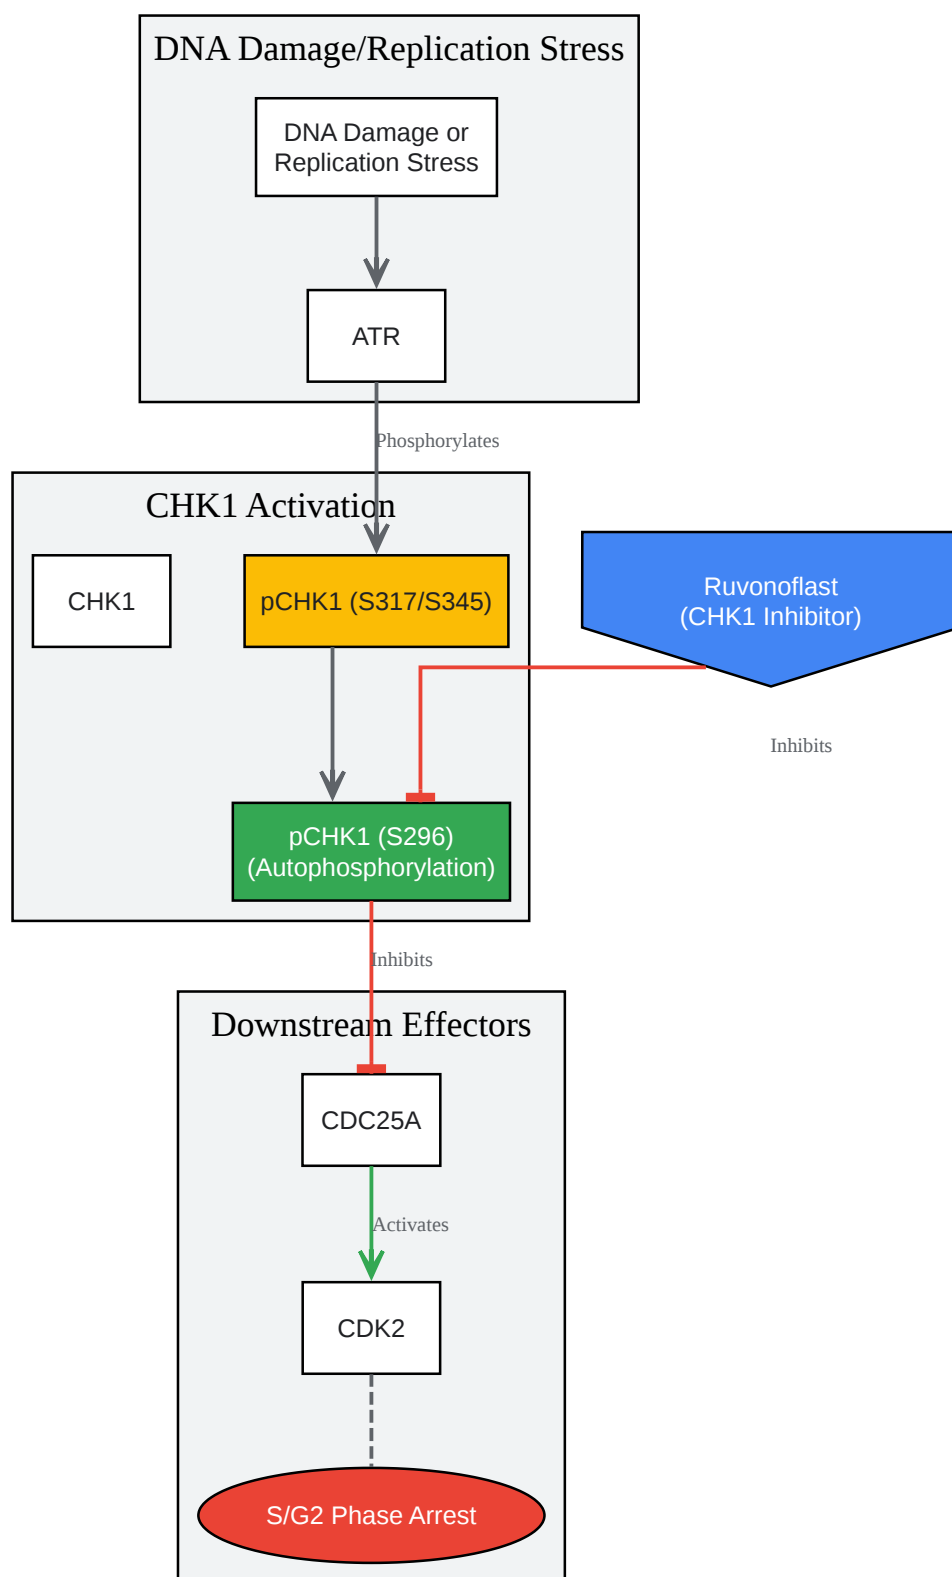 DNA Damage/Replication Stress
DNA Damage or
Replication Stress
ATR
Phosphorylates
CHK1 Activation
CHK1
pCHK1 (S317/S345)
Ruvonoflast
(CHK1 Inhibitor)
Inhibits
pCHK1 (S296)
(Autophosphorylation)
Inhibits
Downstream Effectors
CDC25A
Activates
CDK2
S/G2 Phase Arrest